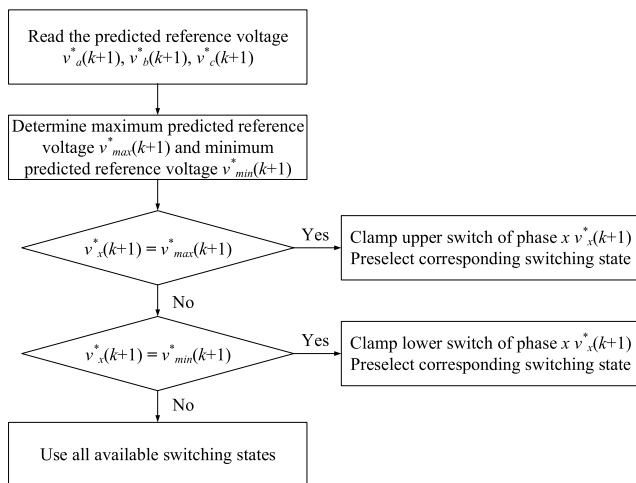 Read the predicted reference voltage
v*a(k+1), v*b(k+1), v*c(k+1)
Determine maximum predicted reference
voltage v*max(k+1) and minimum
predicted reference voltage v*min(k+1)
v*x(k+1) = v*max(k+1)
Yes
Clamp upper switch of phase x v*x(k+1)
Preselect corresponding switching state
No
v*x(k+1) = v*min(k+1)
Yes
Clamp lower switch of phase x v*x(k+1)
Preselect corresponding switching state
No
Use all available switching states